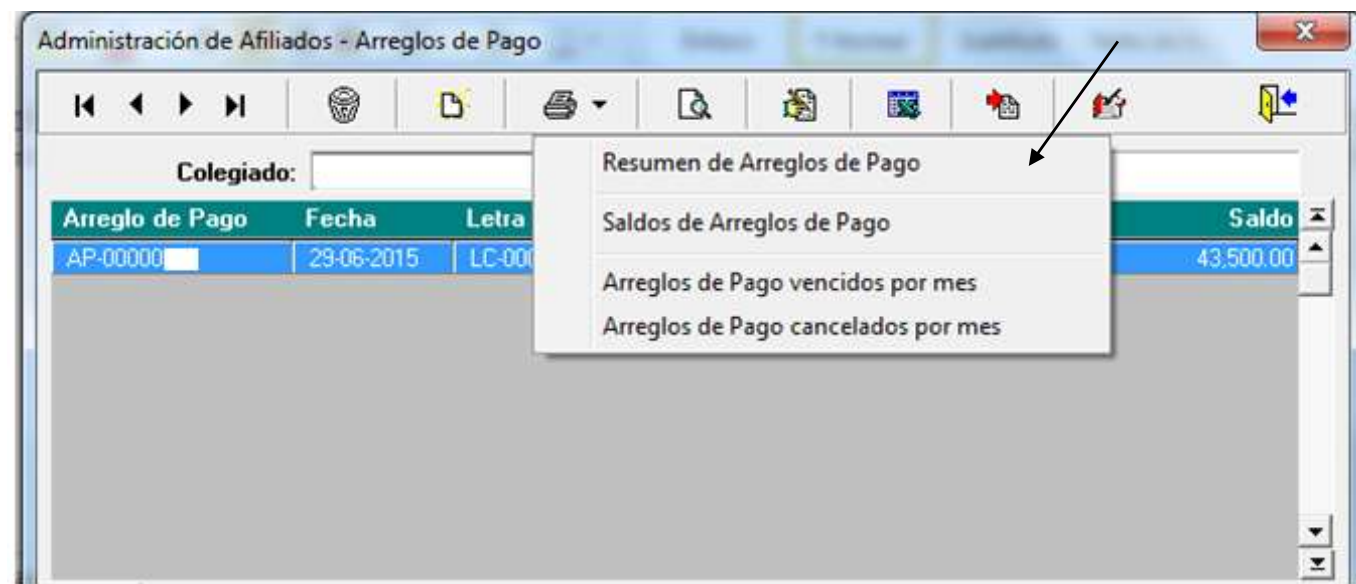 Administración de Afiliados - Arreglos de Pago
Colegiado:
Resumen de Arreglos de Pago
Saldos de Arreglos de Pago
Arreglos de Pago vencidos por mes
Arreglos de Pago cancelados por mes
Arreglo de Pago Fecha Letra Saldo
AP-00000 29-06-2015 LC-000 43,500.00